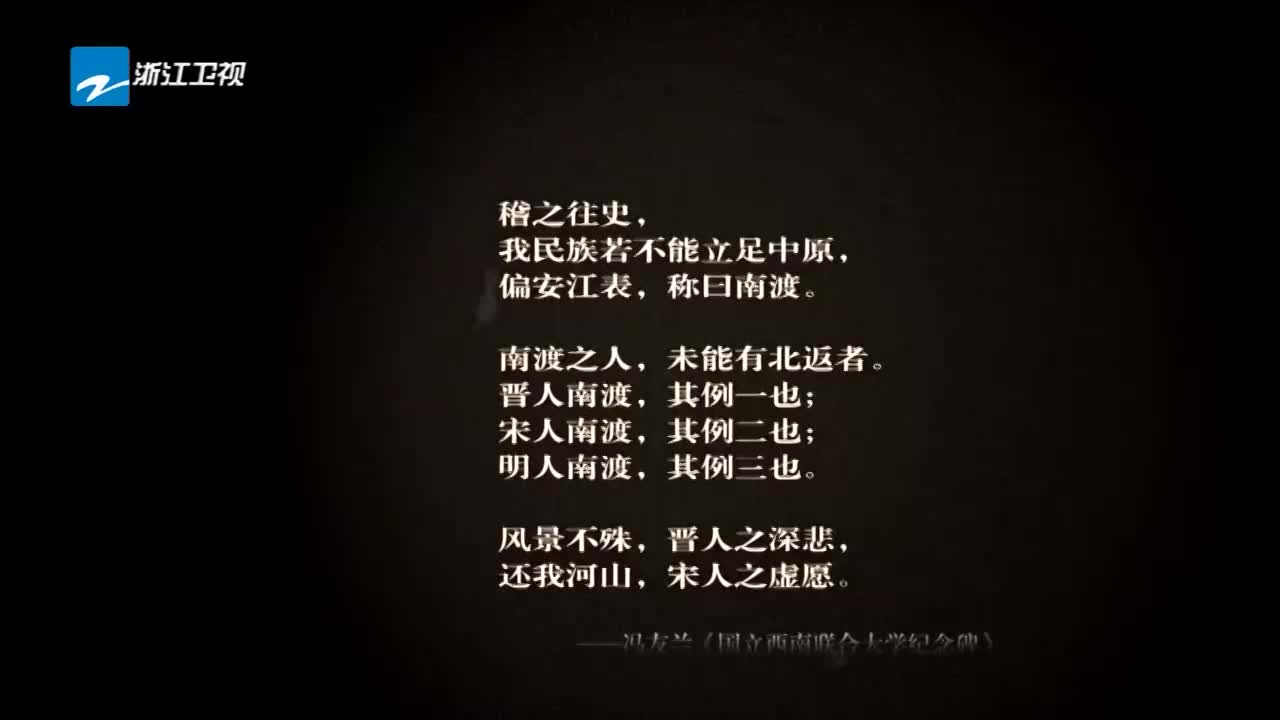 浙江卫视
稽之往史，
我民族若不能立足中原，
偏安江表，称曰南渡。
南渡之人，未能有北返者。
晋人南渡，其例一也；
宋人南渡，其例二也；
明人南渡，其例三也。
风景不殊，晋人之深悲，
还我河山，宋人之虚愿。
——冯友兰《国立西南联合大学纪念碑》